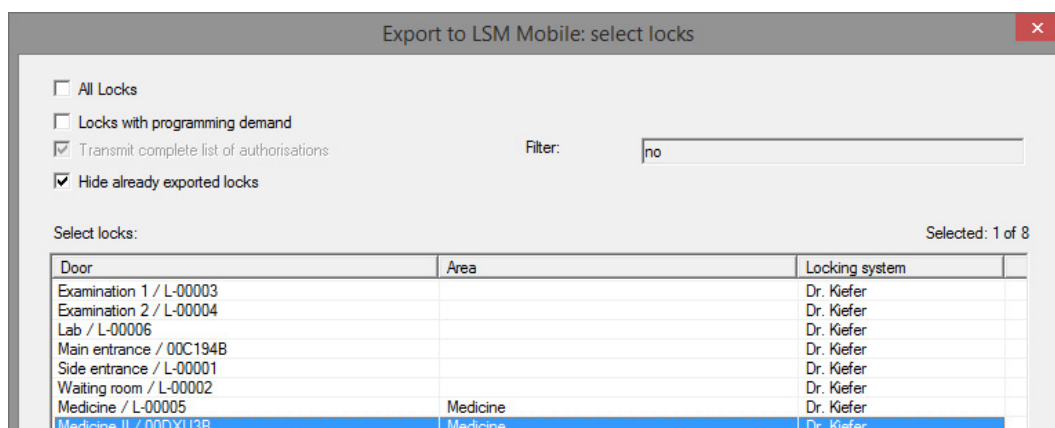 Export to LSM Mobile: select locks
All Locks
Locks with programming demand
Transmit complete list of authorisations
Filter: no
Hide already exported locks
Select locks: Selected: 1 of 8
Door Area Locking system
Examination 1 / L-00003 Dr. Kiefer
Examination 2 / L-00004 Dr. Kiefer
Lab / L-00006 Dr. Kiefer
Main entrance / 00C194B Dr. Kiefer
Side entrance / L-00001 Dr. Kiefer
Waiting room / L-00002 Dr. Kiefer
Medicine / L-00005 Medicine Dr. Kiefer
Medicine II / 00DXU3B Medicine Dr. Kiefer